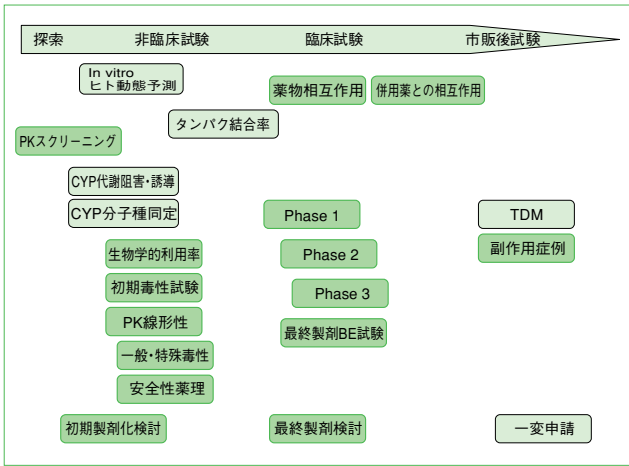 探索 非臨床試験 臨床試験 市販後試験
In vitro
ヒト動態予測
薬物相互作用 併用薬との相互作用
タンパク結合率
PKスクリーニング
CYP代謝阻害・誘導
CYP分子種同定 Phase 1 TDM
生物学的利用率 Phase 2 副作用症例
初期毒性試験 Phase 3
PK線形性 最終製剤BE試験
一般・特殊毒性
安全性薬理
初期製剤化検討 最終製剤検討 一変申請